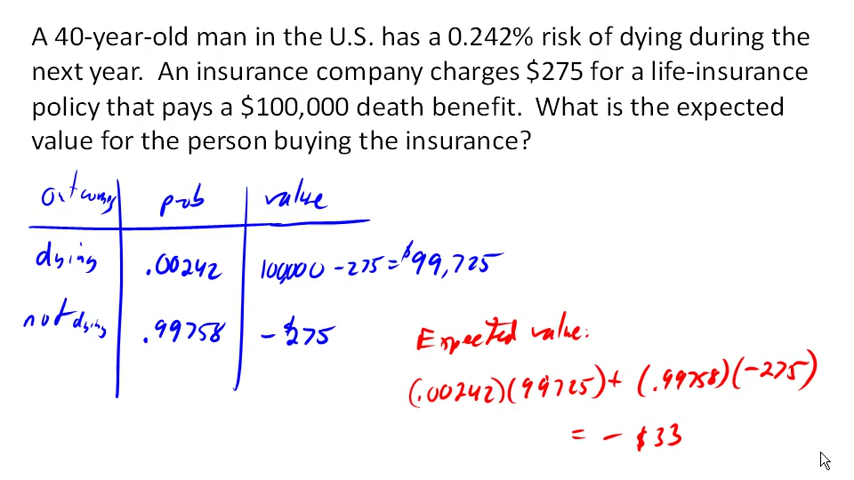 A 40-year-old man in the U.S. has a 0.242% risk of dying during the
next year. An insurance company charges $275 for a life-insurance
policy that pays a $100,000 death benefit. What is the expected
value for the person buying the insurance?
outcomes prob value
dying .00242 100,000 - 275 = $99,725
not dying .99758 - $275
Expected value:
(.00242)(99725) + (.99758)(-275)
= - $33